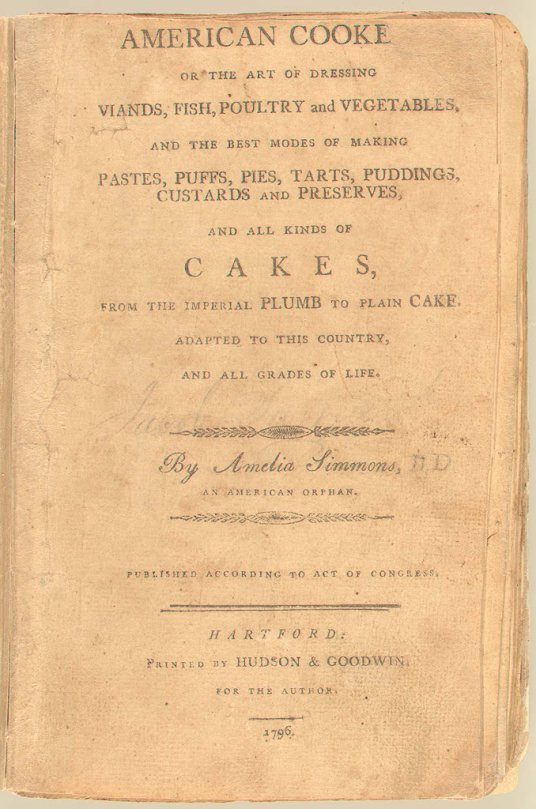 AMERICAN COOKE
OR THE ART OF DRESSING
VIANDS, FISH, POULTRY and VEGETABLES,
AND THE BEST MODES OF MAKING
PASTES, PUFFS, PIES, TARTS, PUDDINGS,
CUSTARDS AND PRESERVES,
AND ALL KINDS OF
CAKES,
FROM THE IMPERIAL PLUMB TO PLAIN CAKE.
ADAPTED TO THIS COUNTRY,
AND ALL GRADES OF LIFE.
By Amelia Simmons,
AN AMERICAN ORPHAN.
PUBLISHED ACCORDING TO ACT OF CONGRESS.
HARTFORD:
PRINTED BY HUDSON & GOODWIN.
FOR THE AUTHOR.
1796.